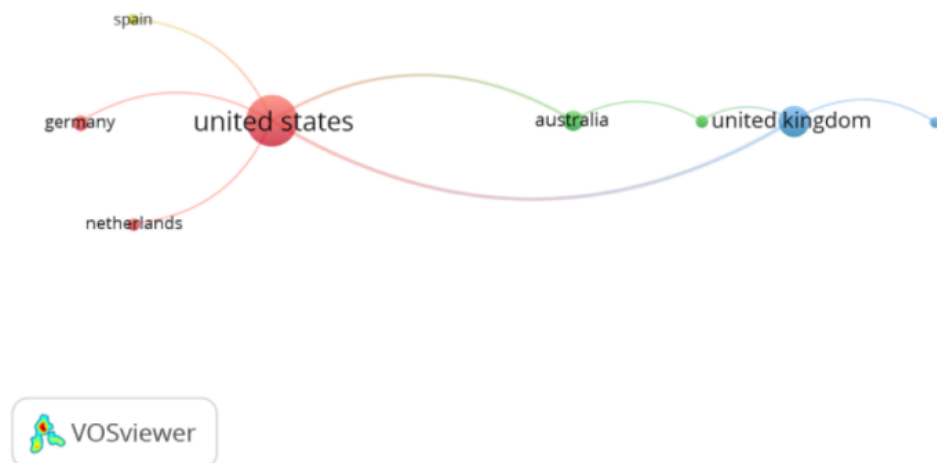 spain
germany
united states
australia
united kingdom
netherlands
VOSviewer